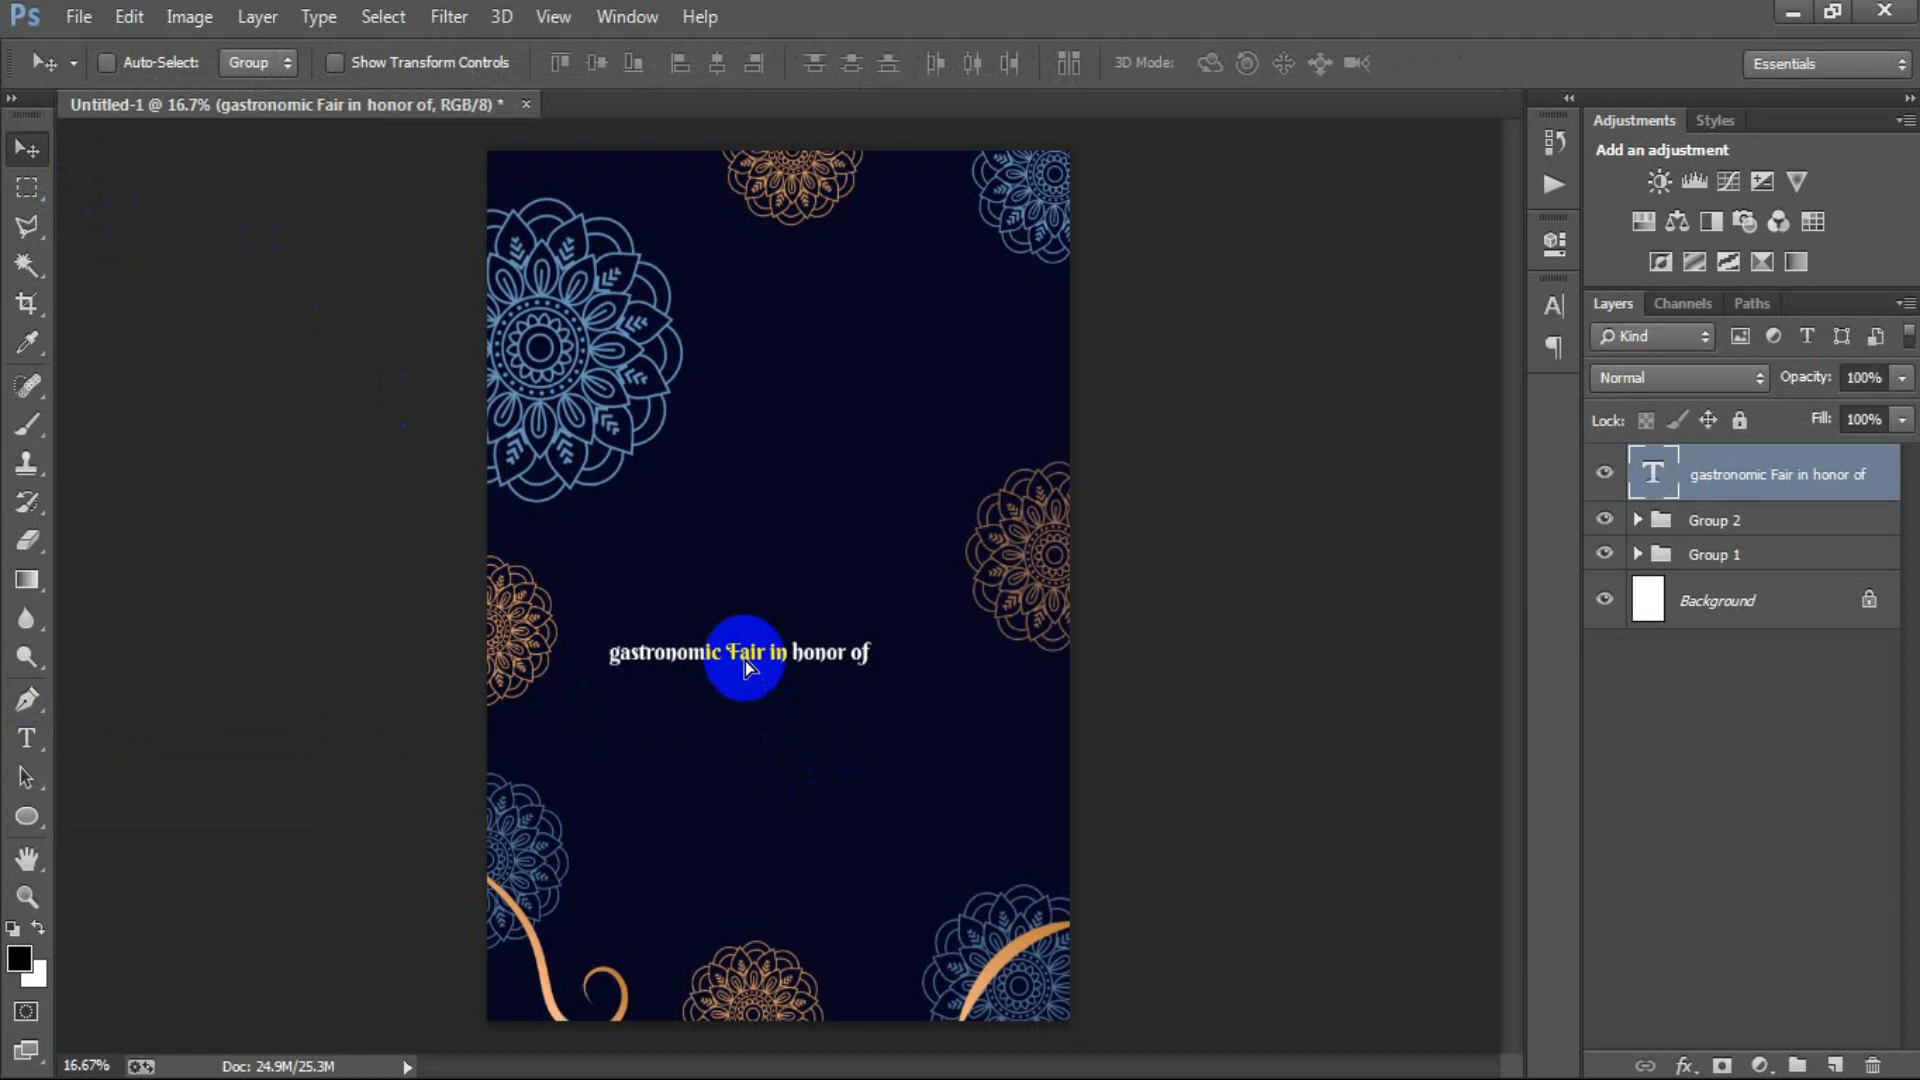 Ps File Edit Image Layer Type Select Filter 3D View Window Help
Auto-Select: Group Show Transform Controls 3D Mode: Essentials
Untitled-1 @ 16.7% (gastronomic Fair in honor of, RGB/8) * ×
Adjustments Styles
Add an adjustment
Layers Channels Paths
Kind
Normal Opacity: 100%
Lock: Fill: 100%
gastronomic Fair in honor of
Group 2
Group 1
Background
gastronomic Fair in honor of
16.67% Doc: 24.9M/25.3M